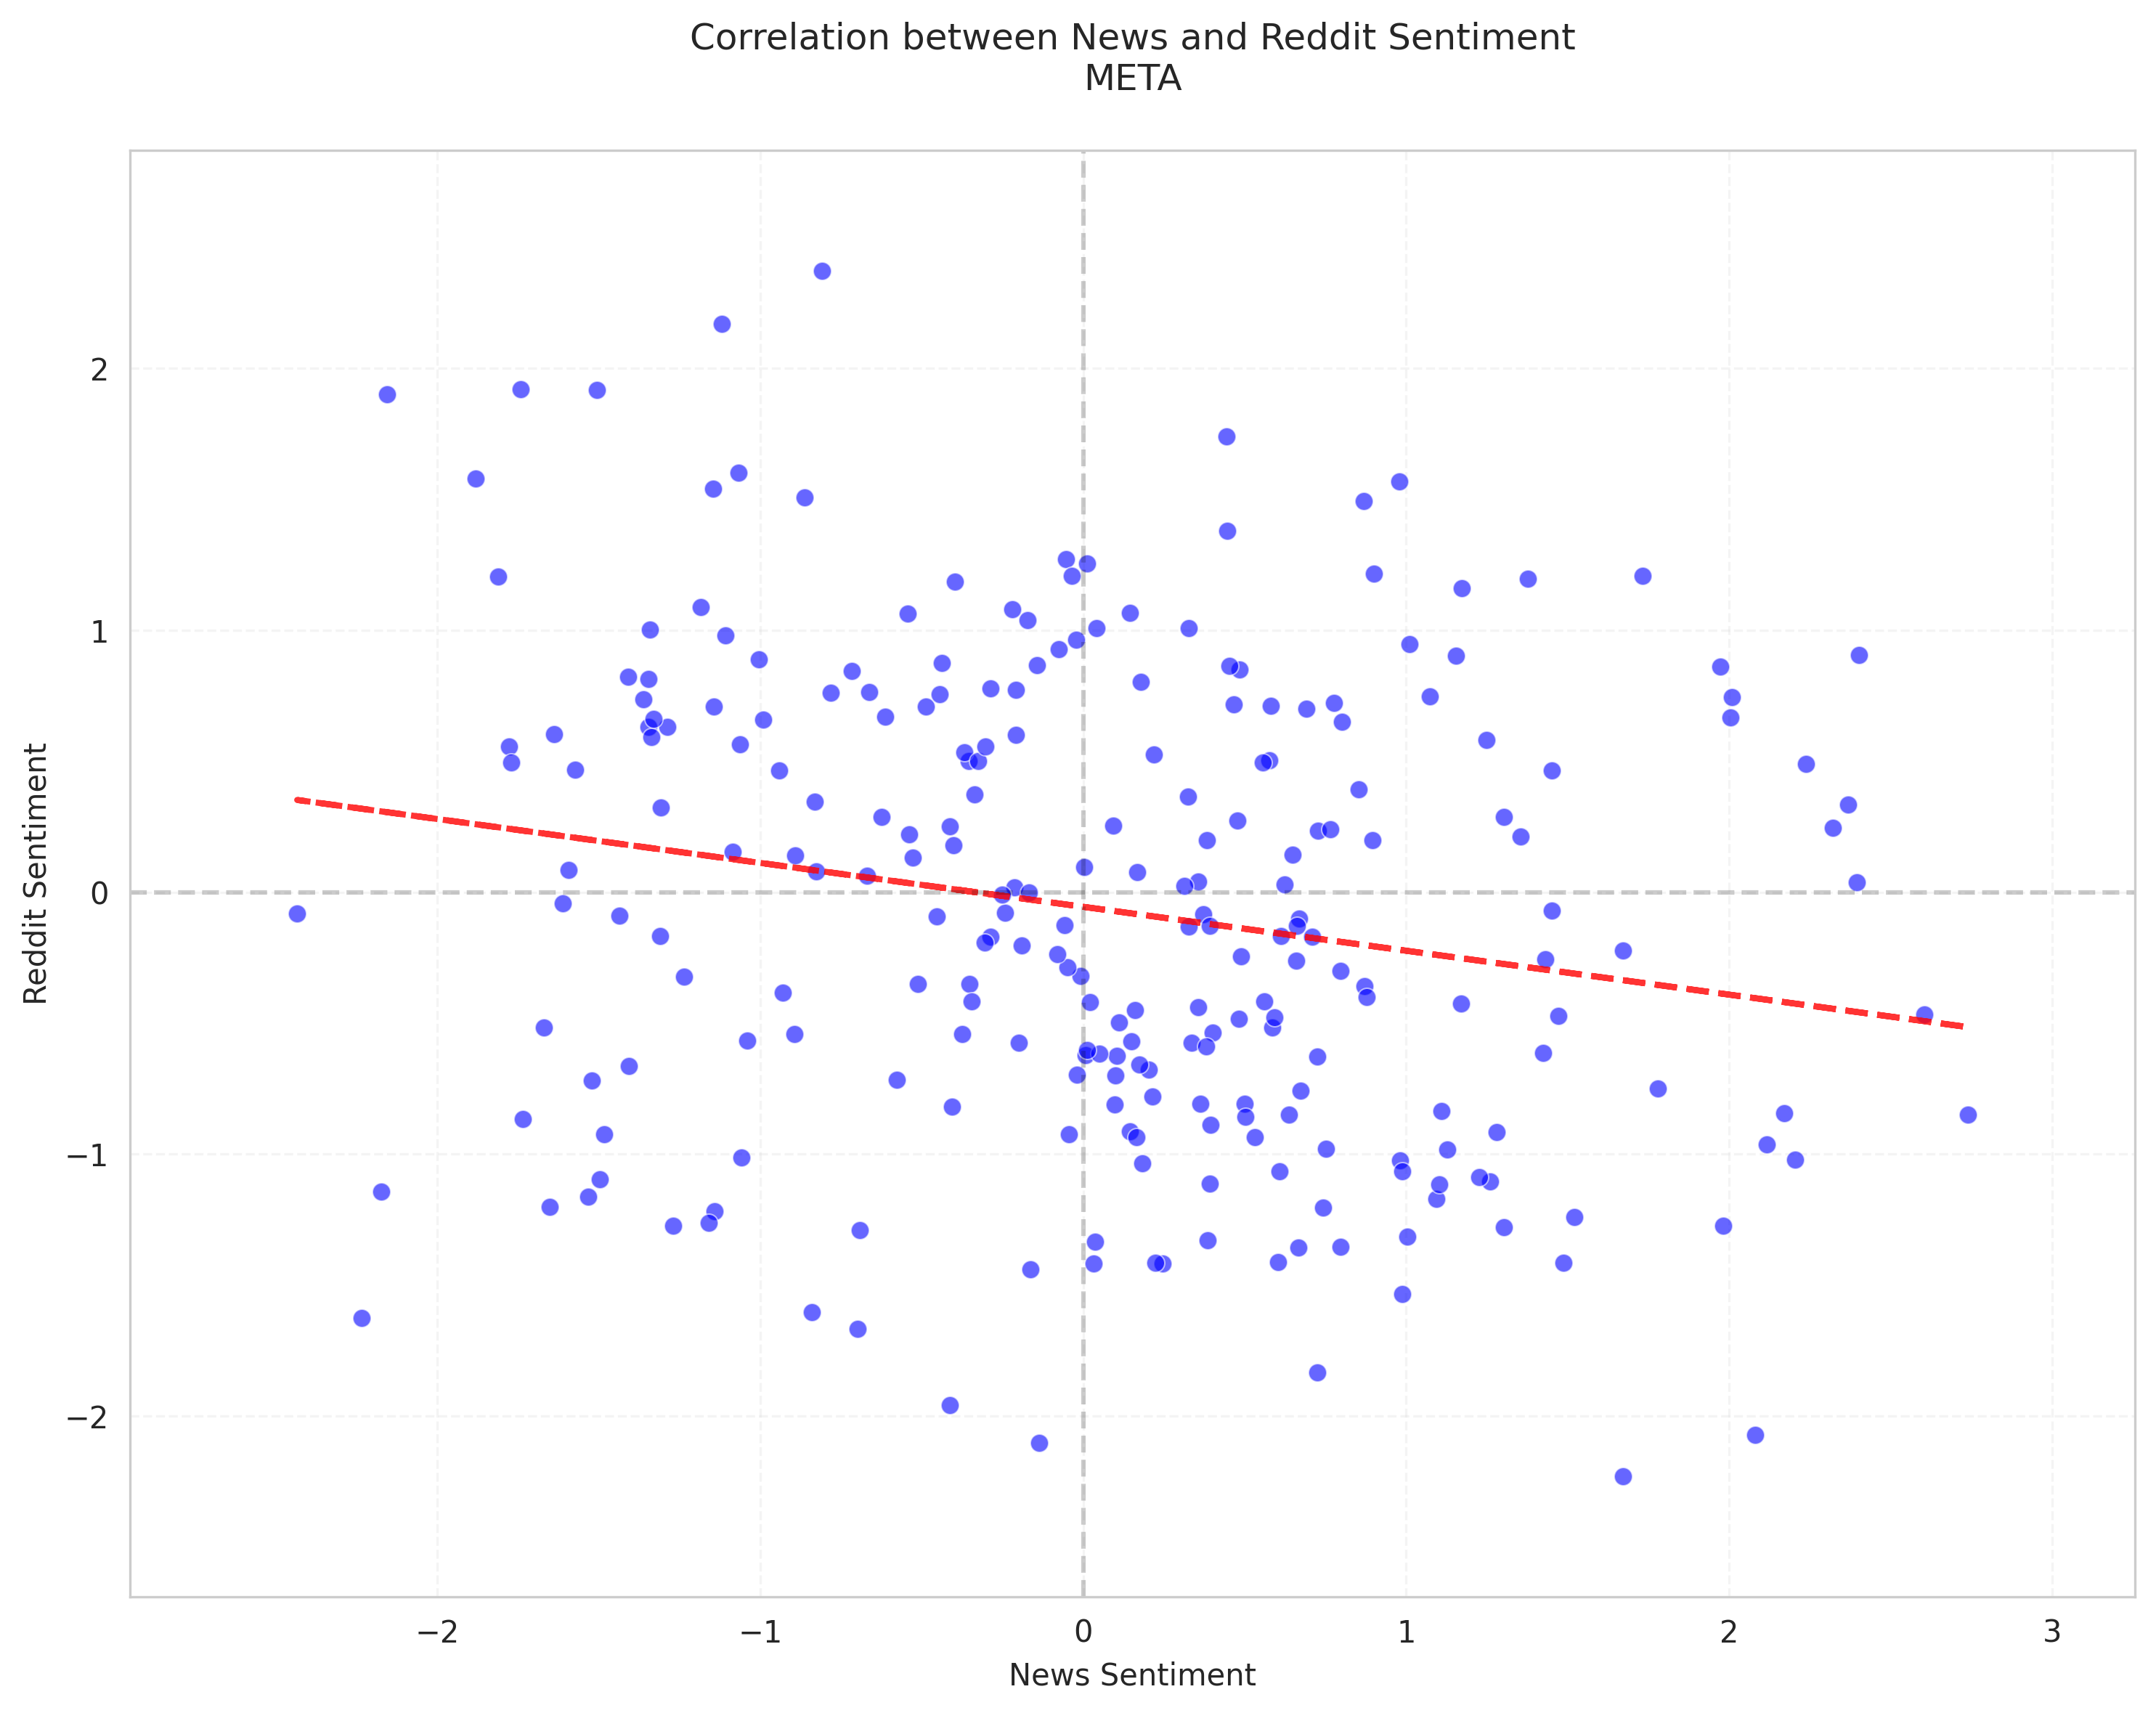 Correlation between News and Reddit Sentiment
META
Reddit Sentiment
2
1
0
−1
−2
−2
−1
0
1
2
3
News Sentiment